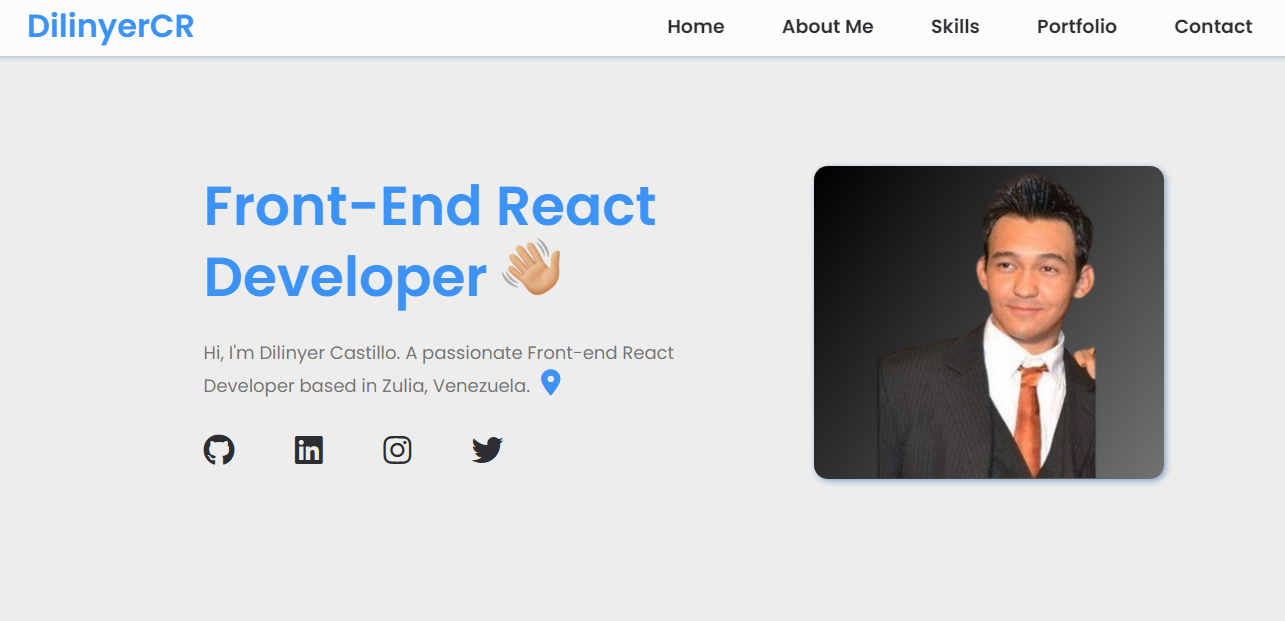 DilinyerCR
Home
About Me
Skills
Portfolio
Contact
Front-End React
Developer 👋🏼
Hi, I'm Dilinyer Castillo. A passionate Front-end React
Developer based in Zulia, Venezuela.